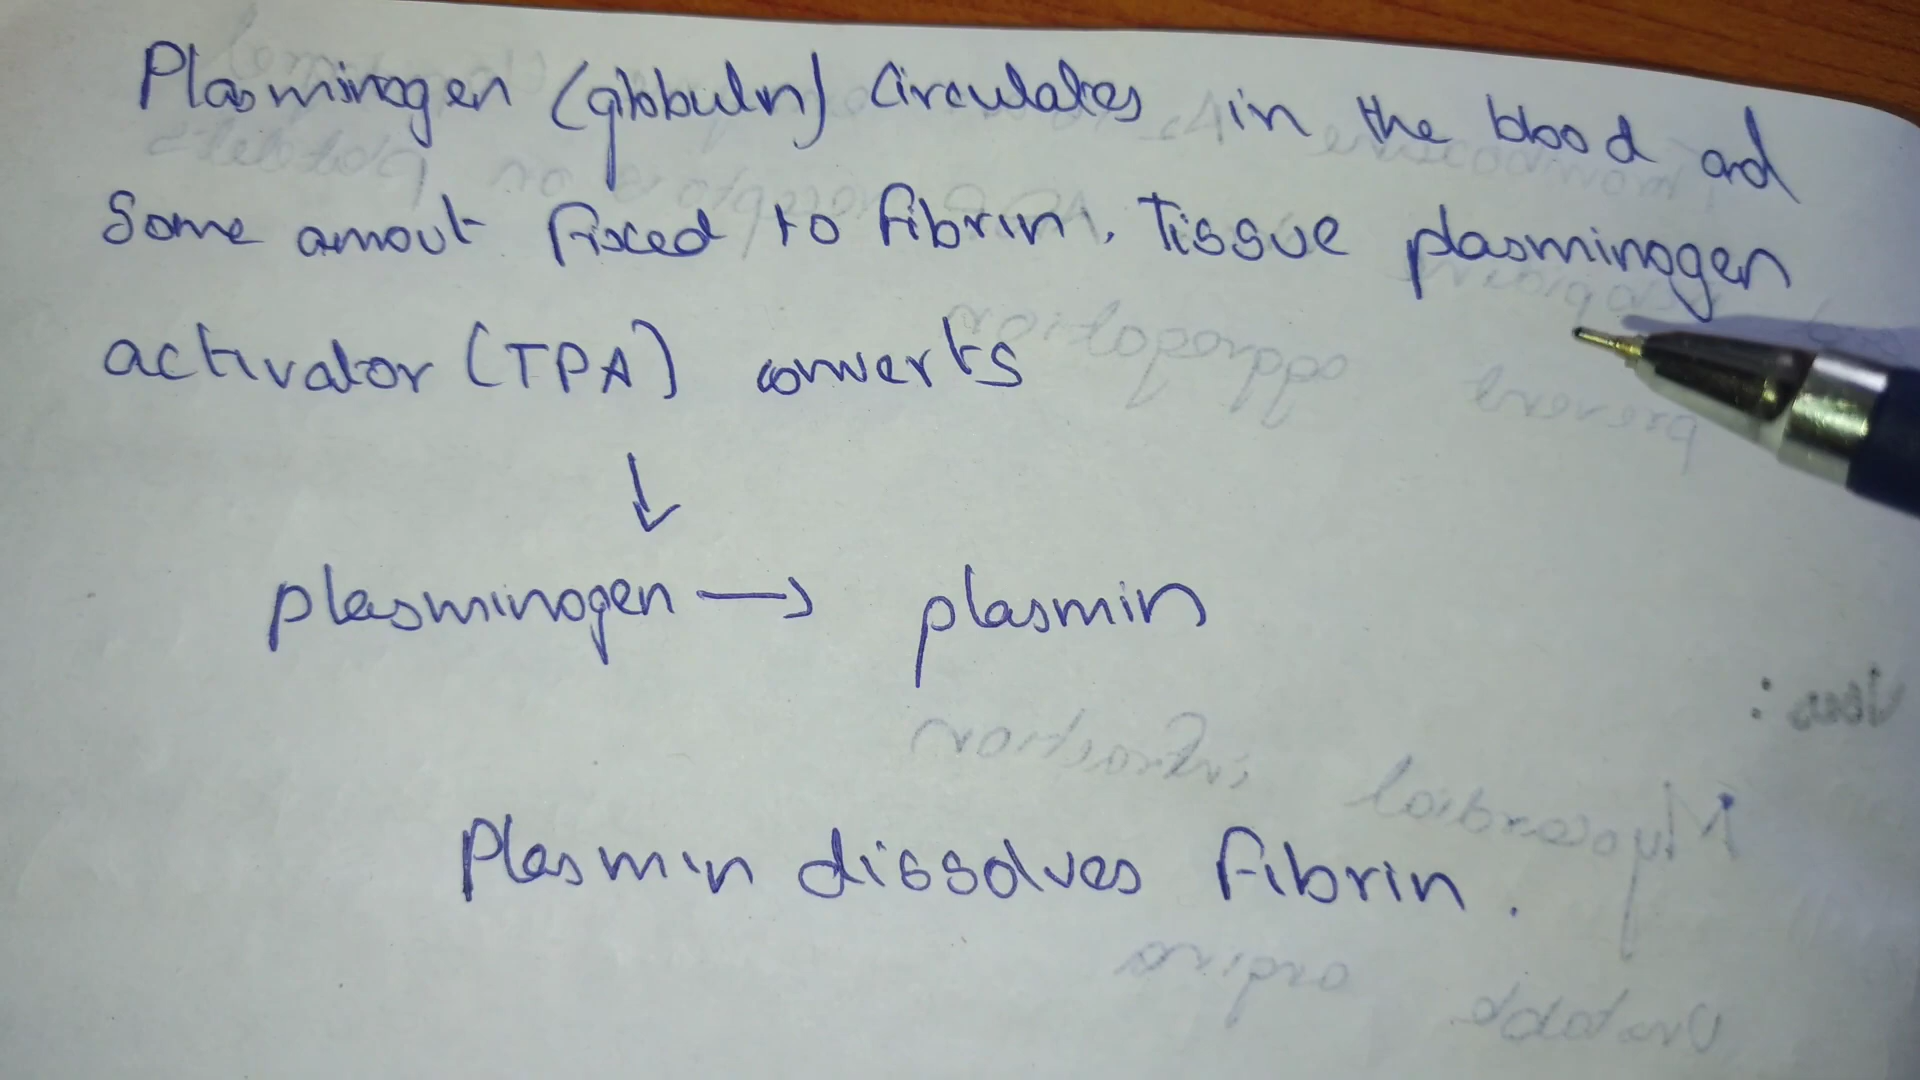 Plasminogen (globuln) Circulates in the blood and
Some amout fixed to fibrin. Tissue plasminogen
activator (TPA) converts
↓
plasminogen → plasmin
Plasmin dissolves fibrin.